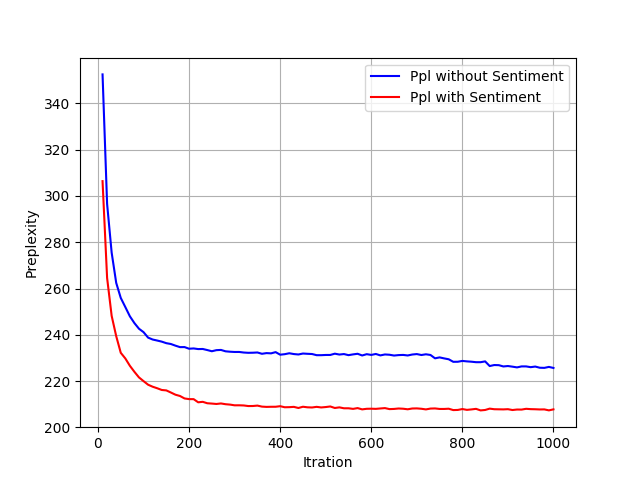 Ppl without Sentiment
Ppl with Sentiment
Preplexity
340
320
300
280
260
240
220
200
0 200 400 600 800 1000
Itration